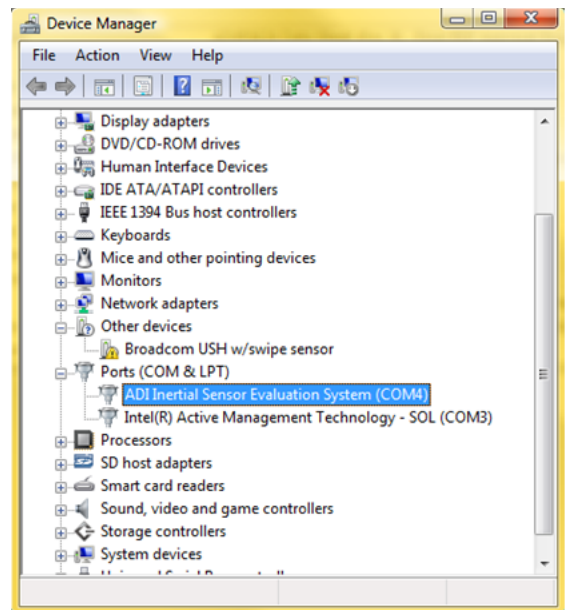 Device Manager
File Action View Help
Display adapters
DVD/CD-ROM drives
Human Interface Devices
IDE ATA/ATAPI controllers
IEEE 1394 Bus host controllers
Keyboards
Mice and other pointing devices
Monitors
Network adapters
Other devices
Broadcom USH w/swipe sensor
Ports (COM & LPT)
ADI Inertial Sensor Evaluation System (COM4)
Intel(R) Active Management Technology - SOL (COM3)
Processors
SD host adapters
Smart card readers
Sound, video and game controllers
Storage controllers
System devices